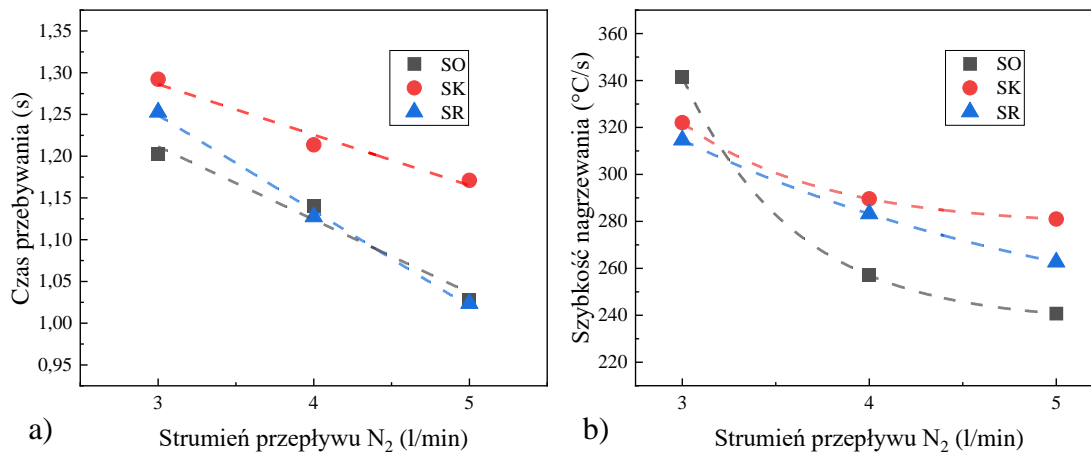 1,35
1,30
1,25
1,20
1,15
1,10
1,05
1,00
0,95
Czas przebywania (s)
SO
SK
SR
3 4 5
a) Strumień przepływu N₂ (l/min)
360
340
320
300
280
260
240
220
Szybkość nagrzewania (°C/s)
SO
SK
SR
3 4 5
b) Strumień przepływu N₂ (l/min)